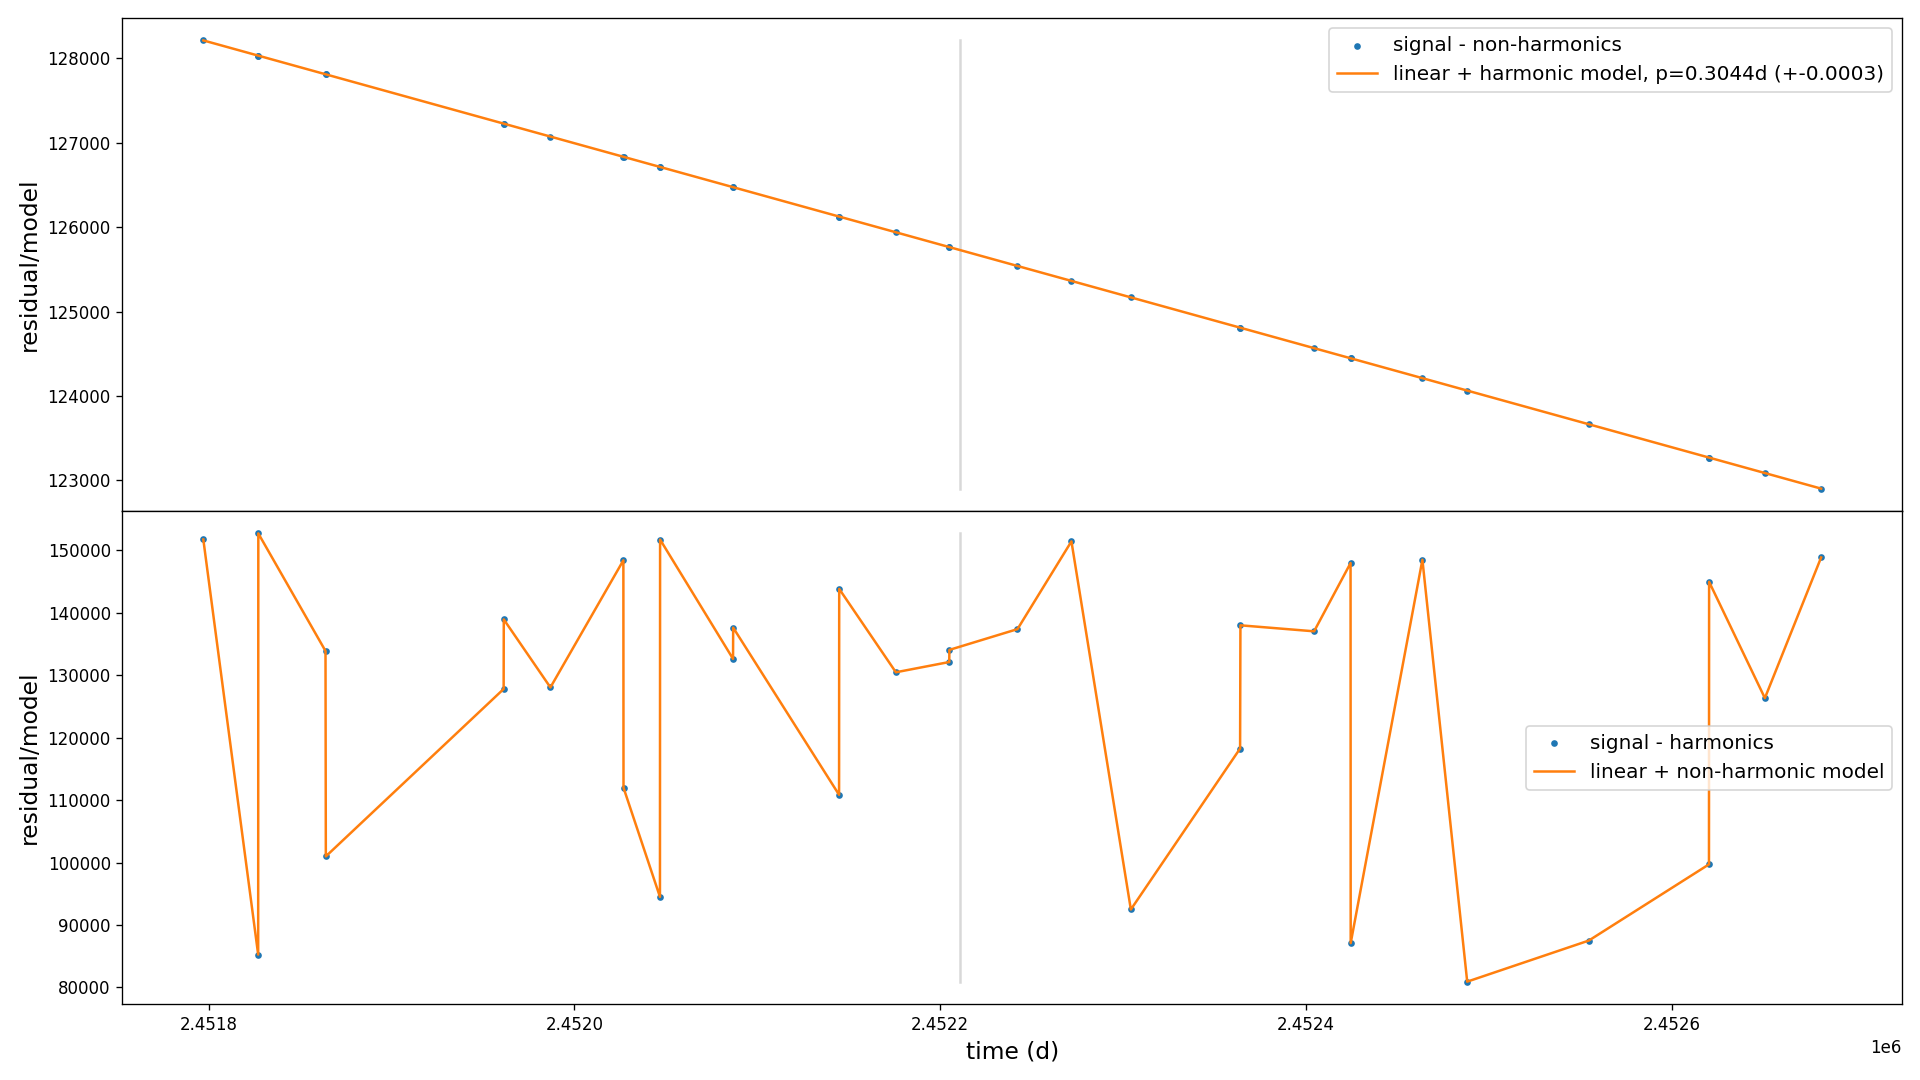 signal - non-harmonics
linear + harmonic model, p=0.3044d (+-0.0003)
128000
127000
126000
125000
124000
123000
residual/model
150000
140000
130000
120000
110000
100000
90000
80000
residual/model
signal - harmonics
linear + non-harmonic model
2.4518 2.4520 2.4522 2.4524 2.4526
1e6
time (d)